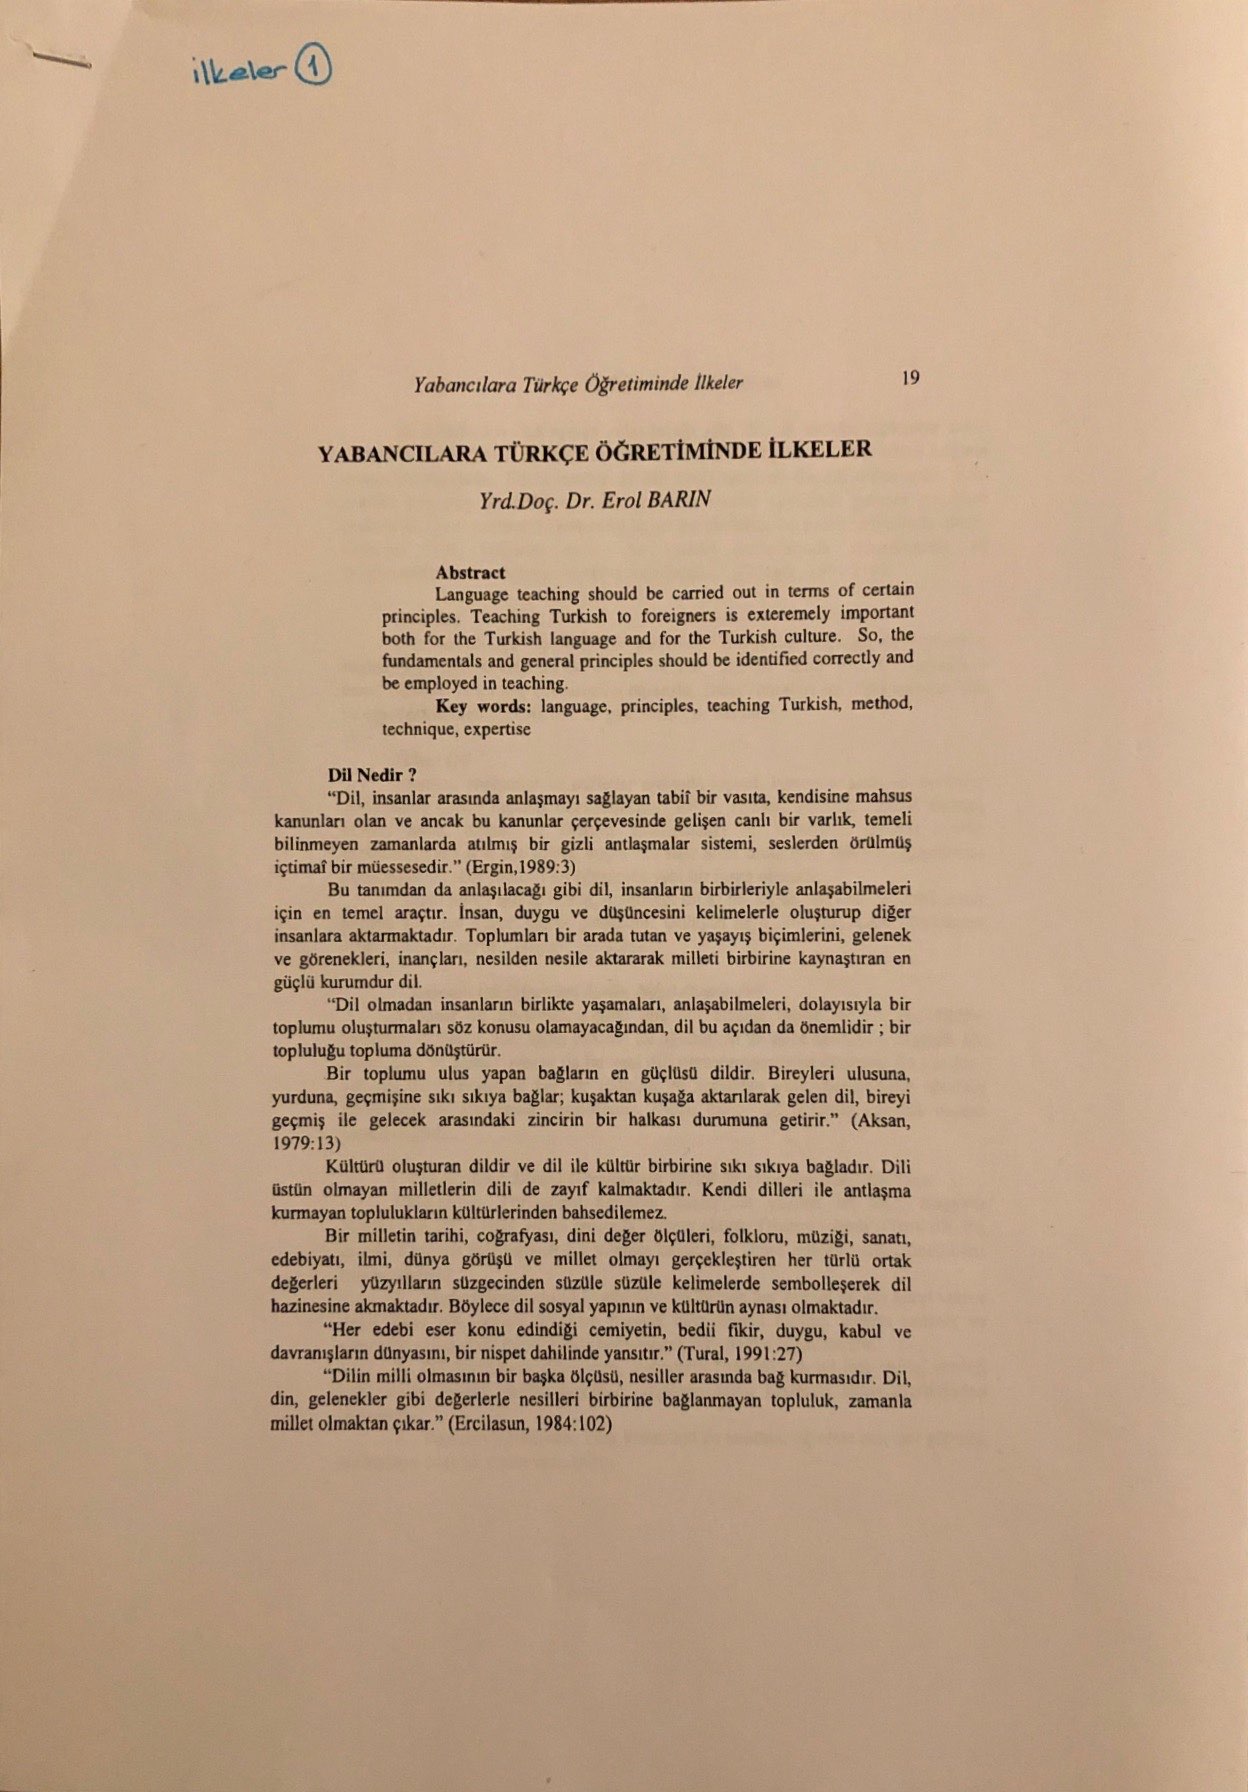 ilkeler 1
Yabancılara Türkçe Öğretiminde İlkeler 19
YABANCILARA TÜRKÇE ÖĞRETİMİNDE İLKELER
Yrd.Doç. Dr. Erol BARIN
Abstract
Language teaching should be carried out in terms of certain
principles. Teaching Turkish to foreigners is exteremely important
both for the Turkish language and for the Turkish culture. So, the
fundamentals and general principles should be identified correctly and
be employed in teaching.
Key words: language, principles, teaching Turkish, method,
technique, expertise
Dil Nedir ?
“Dil, insanlar arasında anlaşmayı sağlayan tabiî bir vasıta, kendisine mahsus
kanunları olan ve ancak bu kanunlar çerçevesinde gelişen canlı bir varlık, temeli
bilinmeyen zamanlarda atılmış bir gizli antlaşmalar sistemi, seslerden örülmüş
içtimaî bir müessesedir.” (Ergin,1989:3)
Bu tanımdan da anlaşılacağı gibi dil, insanların birbirleriyle anlaşabilmeleri
için en temel araçtır. İnsan, duygu ve düşüncesini kelimelerle oluşturup diğer
insanlara aktarmaktadır. Toplumları bir arada tutan ve yaşayış biçimlerini, gelenek
ve görenekleri, inançları, nesilden nesile aktararak milleti birbirine kaynaştıran en
güçlü kurumdur dil.
“Dil olmadan insanların birlikte yaşamaları, anlaşabilmeleri, dolayısıyla bir
toplumu oluşturmaları söz konusu olamayacağından, dil bu açıdan da önemlidir ; bir
topluluğu topluma dönüştürür.
Bir toplumu ulus yapan bağların en güçlüsü dildir. Bireyleri ulusuna,
yurduna, geçmişine sıkı sıkıya bağlar; kuşaktan kuşağa aktarılarak gelen dil, bireyi
geçmiş ile gelecek arasındaki zincirin bir halkası durumuna getirir.” (Aksan,
1979:13)
Kültürü oluşturan dildir ve dil ile kültür birbirine sıkı sıkıya bağladır. Dili
üstün olmayan milletlerin dili de zayıf kalmaktadır. Kendi dilleri ile antlaşma
kurmayan toplulukların kültürlerinden bahsedilemez.
Bir milletin tarihi, coğrafyası, dini değer ölçüleri, folkloru, müziği, sanatı,
edebiyatı, ilmi, dünya görüşü ve millet olmayı gerçekleştiren her türlü ortak
değerleri yüzyılların süzgecinden süzüle süzüle kelimelerde sembolleşerek dil
hazinesine akmaktadır. Böylece dil sosyal yapının ve kültürün aynası olmaktadır.
“Her edebi eser konu edindiği cemiyetin, bedii fikir, duygu, kabul ve
davranışların dünyasını, bir nispet dahilinde yansıtır.” (Tural, 1991:27)
“Dilin milli olmasının bir başka ölçüsü, nesiller arasında bağ kurmasıdır. Dil,
din, gelenekler gibi değerlerle nesilleri birbirine bağlanmayan topluluk, zamanla
millet olmaktan çıkar.” (Ercilasun, 1984:102)